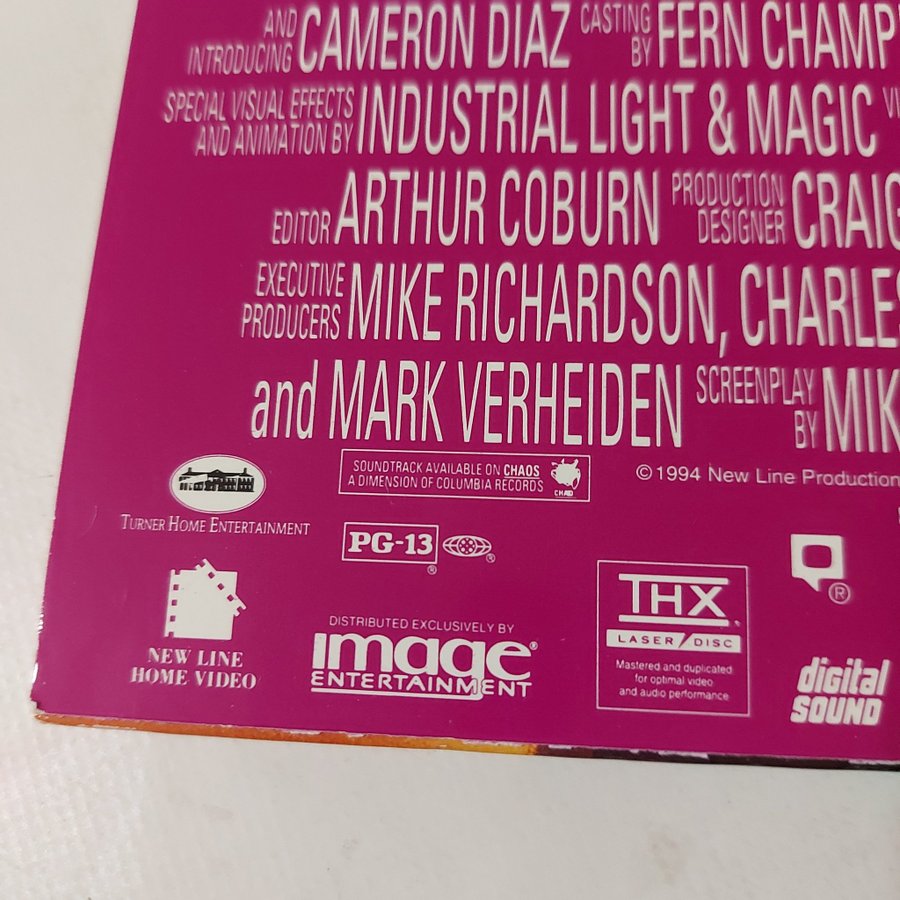 AND INTRODUCING CAMERON DIAZ CASTING BY FERN CHAMP
SPECIAL VISUAL EFFECTS AND ANIMATION BY INDUSTRIAL LIGHT & MAGIC
EDITOR ARTHUR COBURN PRODUCTION DESIGNER CRAIG
EXECUTIVE PRODUCERS MIKE RICHARDSON, CHARLES
and MARK VERHEIDEN SCREENPLAY BY MIK
TURNER HOME ENTERTAINMENT
SOUNDTRACK AVAILABLE ON CHAOS
A DIMENSION OF COLUMBIA RECORDS
CHAOS
© 1994 New Line Production
PG-13 ®
®
NEW LINE
HOME VIDEO
DISTRIBUTED EXCLUSIVELY BY
image®
ENTERTAINMENT
THX
LASER DISC
Mastered and duplicated
for optimal video
and audio performance
®
digital
SOUND